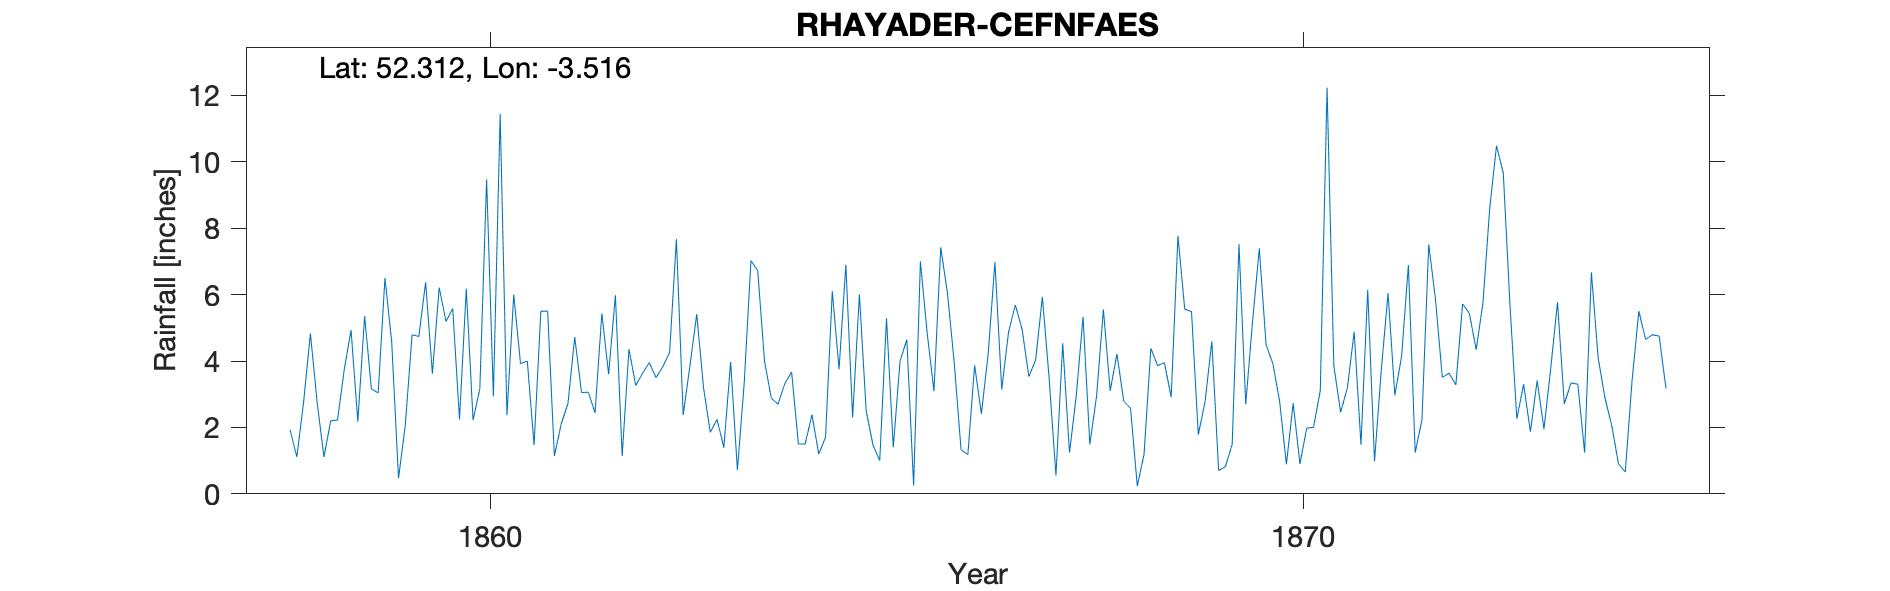 RHAYADER-CEFNFAES
Lat: 52.312, Lon: -3.516
Rainfall [inches]
12
10
8
6
4
2
0
1860
1870
Year